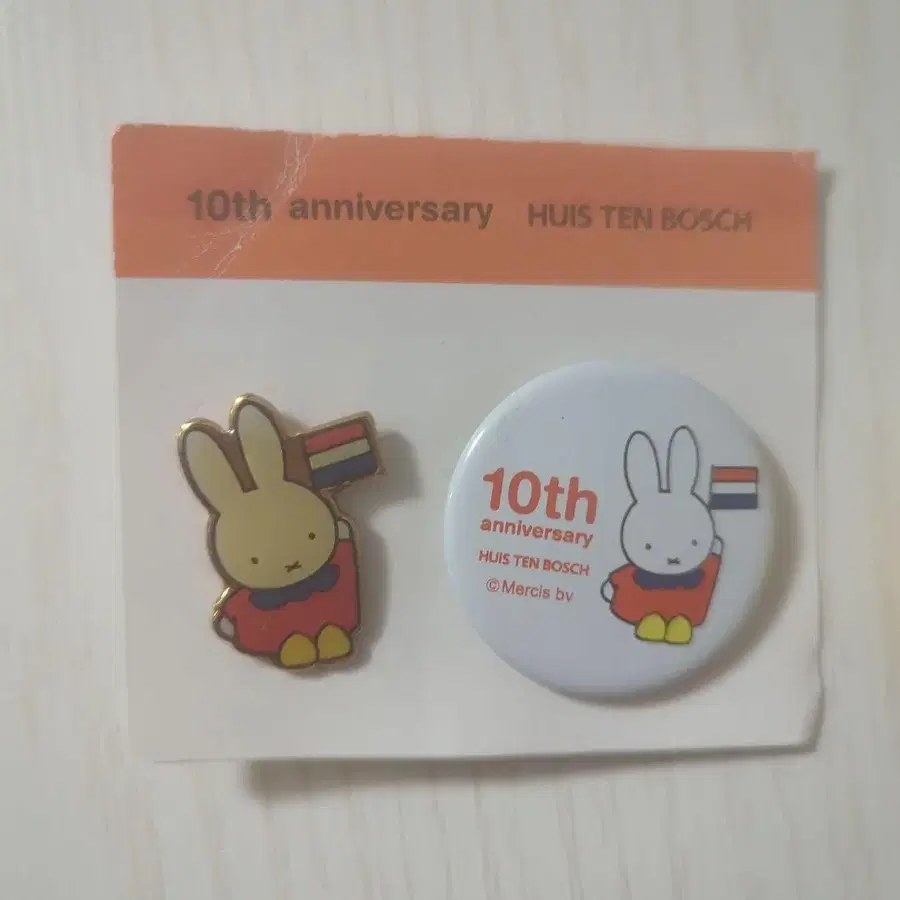 10th anniversary HUIS TEN BOSCH
10th
anniversary
HUIS TEN BOSCH
©Mercis bv